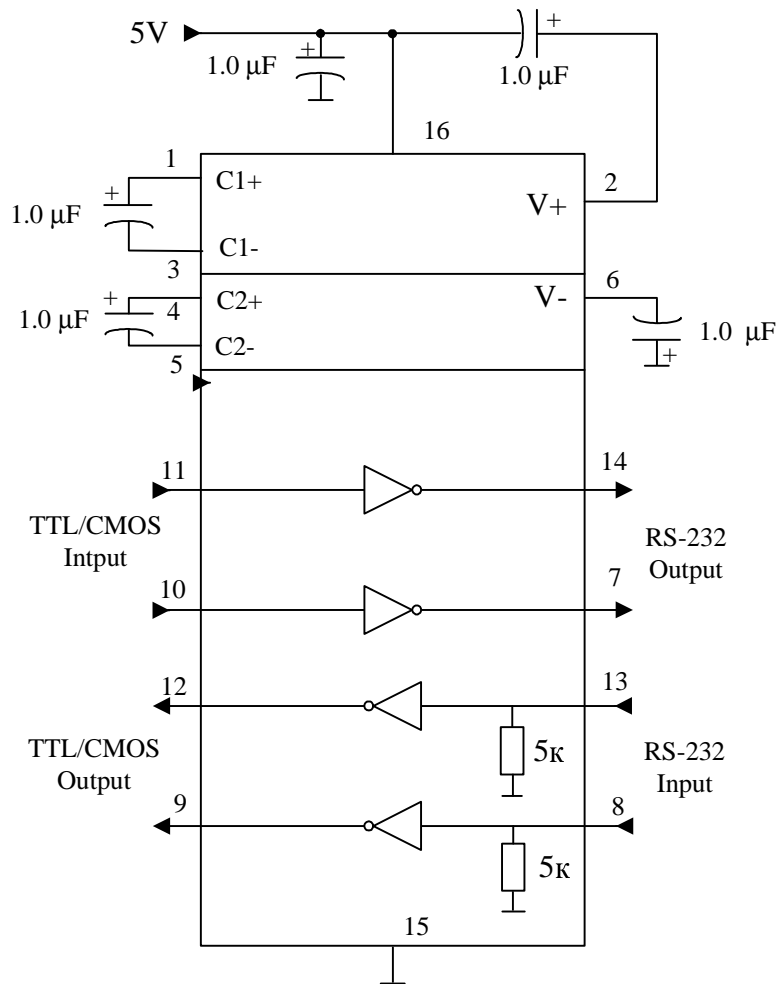 5V
+
1.0 µF
+
1.0 µF
16
1
C1+
2
V+
+
1.0 µF
C1-
3
6
V-
+
4
C2+
1.0 µF
C2-
5
1.0 µF
+
11
14
TTL/CMOS
Intput
RS-232
Output
10
7
12
13
TTL/CMOS
Output
5к
RS-232
Input
9
8
5к
15